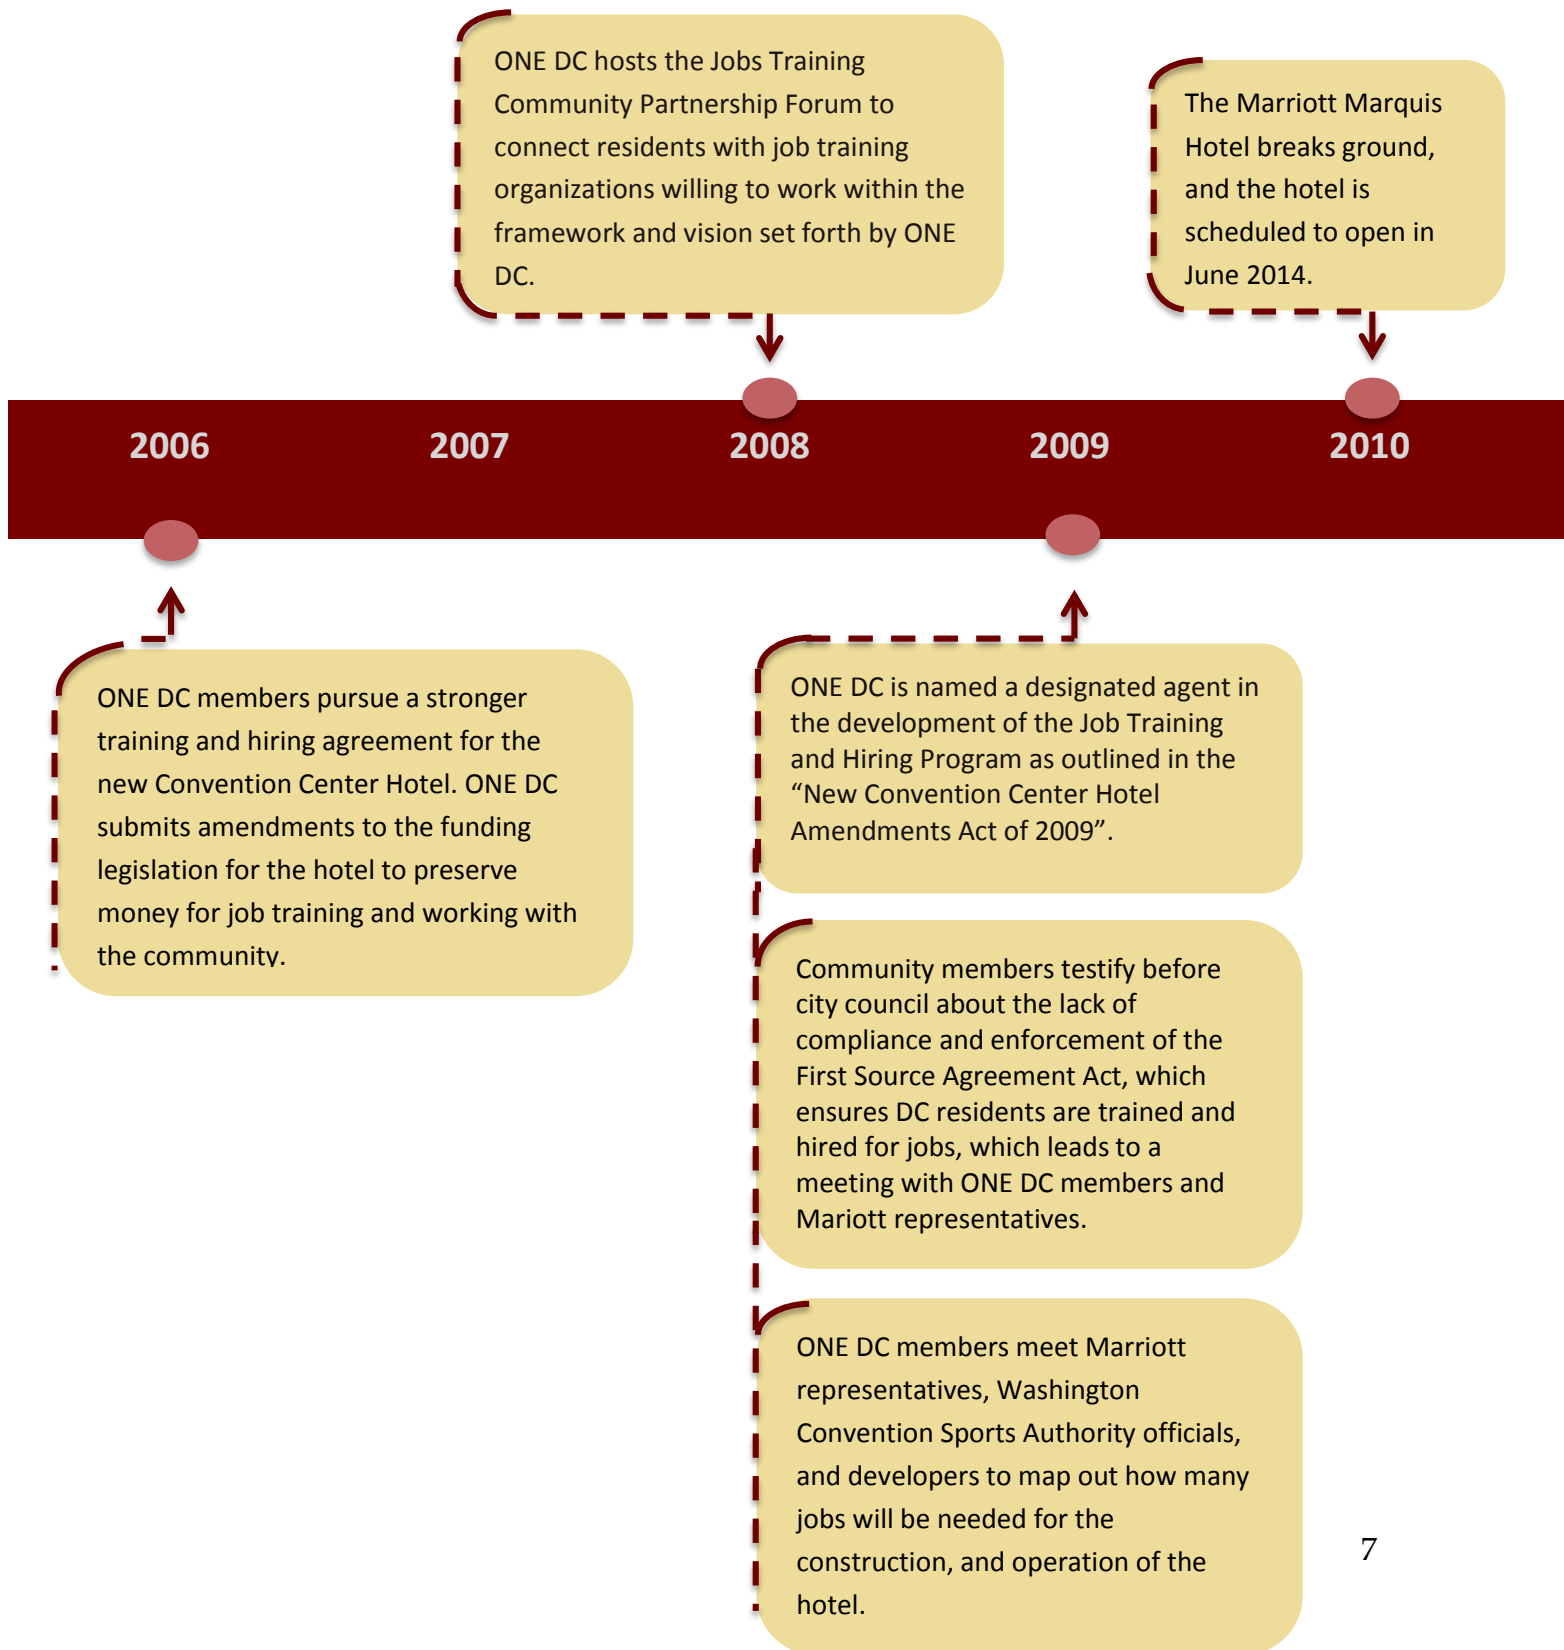 ONE DC hosts the Jobs Training
Community Partnership Forum to
connect residents with job training
organizations willing to work within the
framework and vision set forth by ONE
DC.
The Marriott Marquis
Hotel breaks ground,
and the hotel is
scheduled to open in
June 2014.
2006 2007 2008 2009 2010
ONE DC members pursue a stronger
training and hiring agreement for the
new Convention Center Hotel. ONE DC
submits amendments to the funding
legislation for the hotel to preserve
money for job training and working with
the community.
ONE DC is named a designated agent in
the development of the Job Training
and Hiring Program as outlined in the
“New Convention Center Hotel
Amendments Act of 2009”.
Community members testify before
city council about the lack of
compliance and enforcement of the
First Source Agreement Act, which
ensures DC residents are trained and
hired for jobs, which leads to a
meeting with ONE DC members and
Mariott representatives.
ONE DC members meet Marriott
representatives, Washington
Convention Sports Authority officials,
and developers to map out how many
jobs will be needed for the
construction, and operation of the
hotel.
7